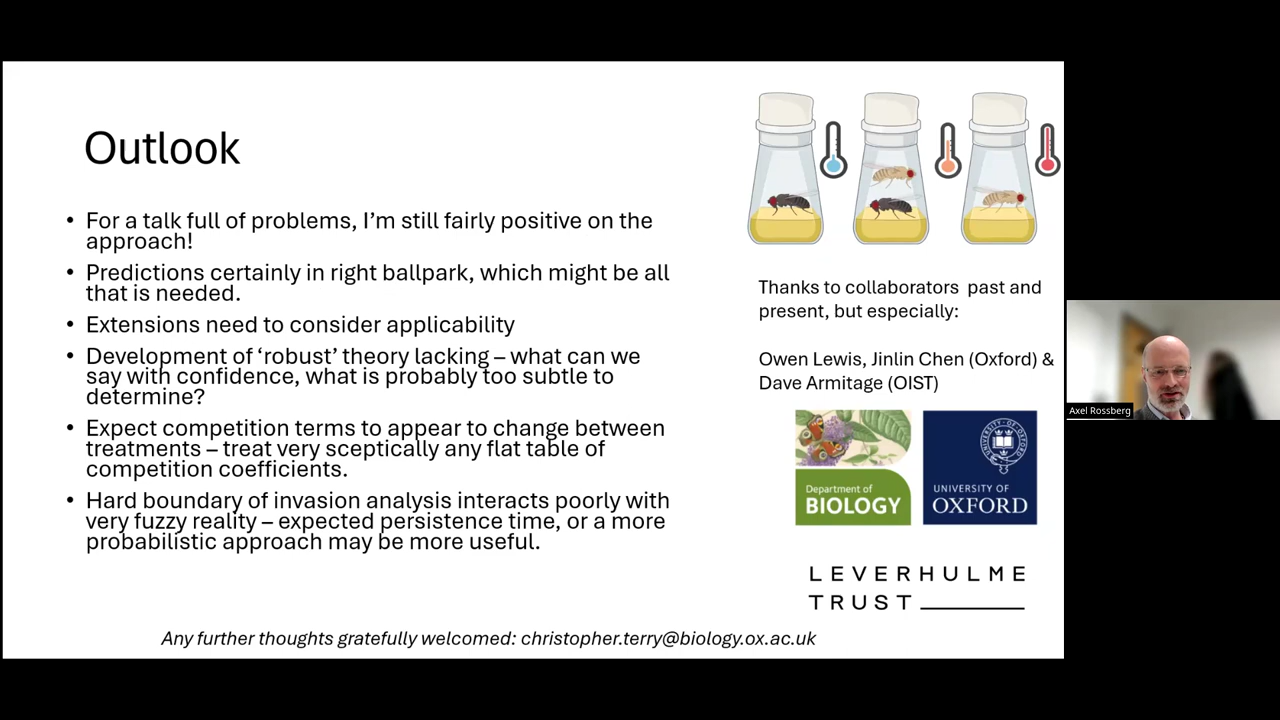 Outlook
• For a talk full of problems, I’m still fairly positive on the
approach!
• Predictions certainly in right ballpark, which might be all
that is needed.
• Extensions need to consider applicability
• Development of ‘robust’ theory lacking – what can we
say with confidence, what is probably too subtle to
determine?
• Expect competition terms to appear to change between
treatments – treat very sceptically any flat table of
competition coefficients.
• Hard boundary of invasion analysis interacts poorly with
very fuzzy reality – expected persistence time, or a more
probabilistic approach may be more useful.
Any further thoughts gratefully welcomed: christopher.terry@biology.ox.ac.uk
Thanks to collaborators past and
present, but especially:
Owen Lewis, Jinlin Chen (Oxford) &
Dave Armitage (OIST)
Department of
BIOLOGY
UNIVERSITY OF
OXFORD
LEVERHULME
TRUST
Axel Rossberg